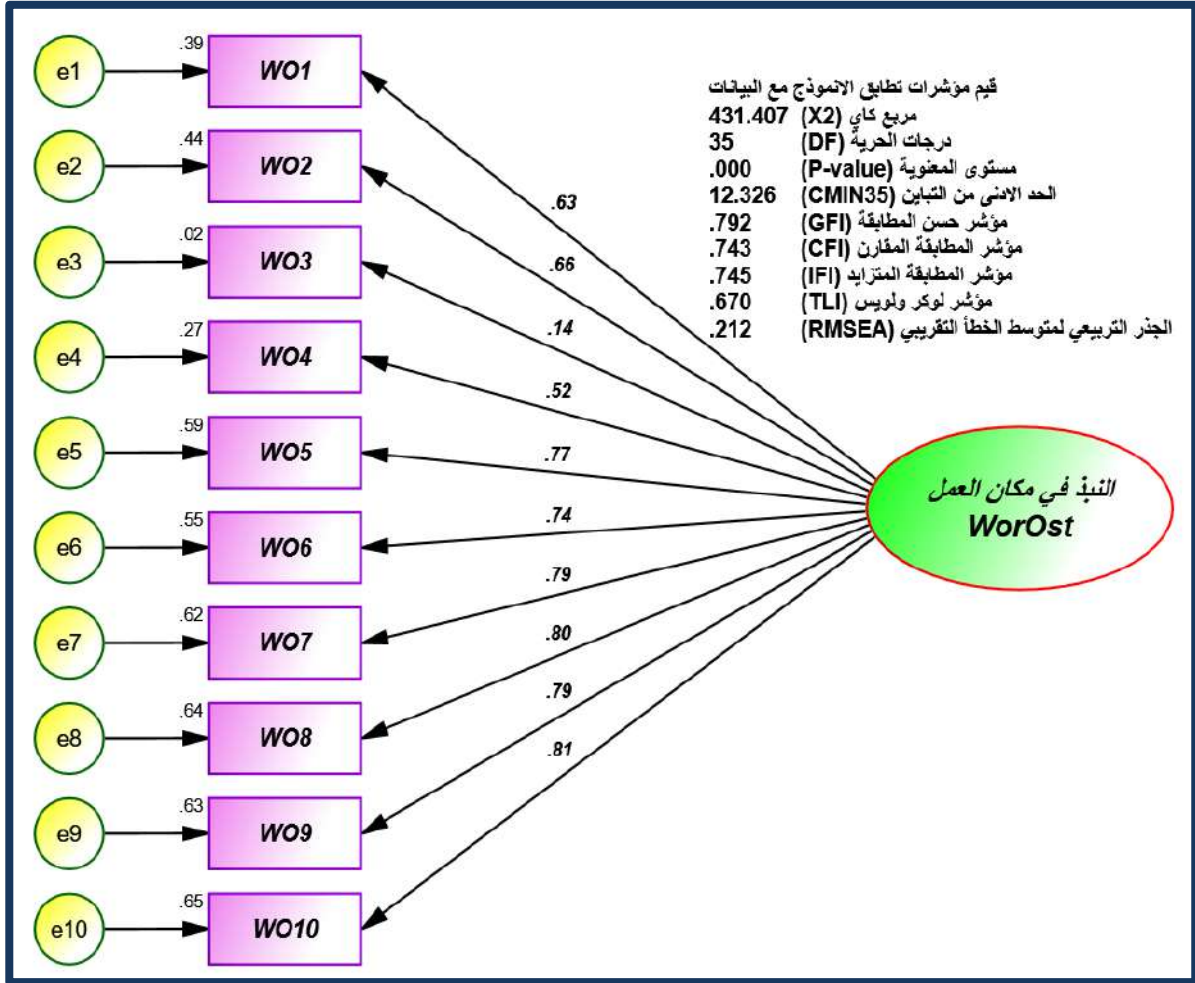 قيم مؤشرات تطابق الانموذج مع البيانات
مربع كاي (X2) 431.407
درجات الحرية (DF) 35
مستوى المعنوية (P-value) .000
الحد الادنى من التباين (CMIN35) 12.326
مؤشر حسن المطابقة (GFI) .792
مؤشر المطابقة المقارن (CFI) .743
مؤشر المطابقة المتزايد (IFI) .745
مؤشر لوكر ولويس (TLI) .670
الجذر التربيعي لمتوسط الخطأ التقريبي (RMSEA) .212
e1 .39 WO1 .63
e2 .44 WO2 .66
e3 .02 WO3 .14
e4 .27 WO4 .52
e5 .59 WO5 .77
e6 .55 WO6 .74
e7 .62 WO7 .79
e8 .64 WO8 .80
e9 .63 WO9 .79
e10 .65 WO10 .81
النبذ في مكان العمل
WorOst